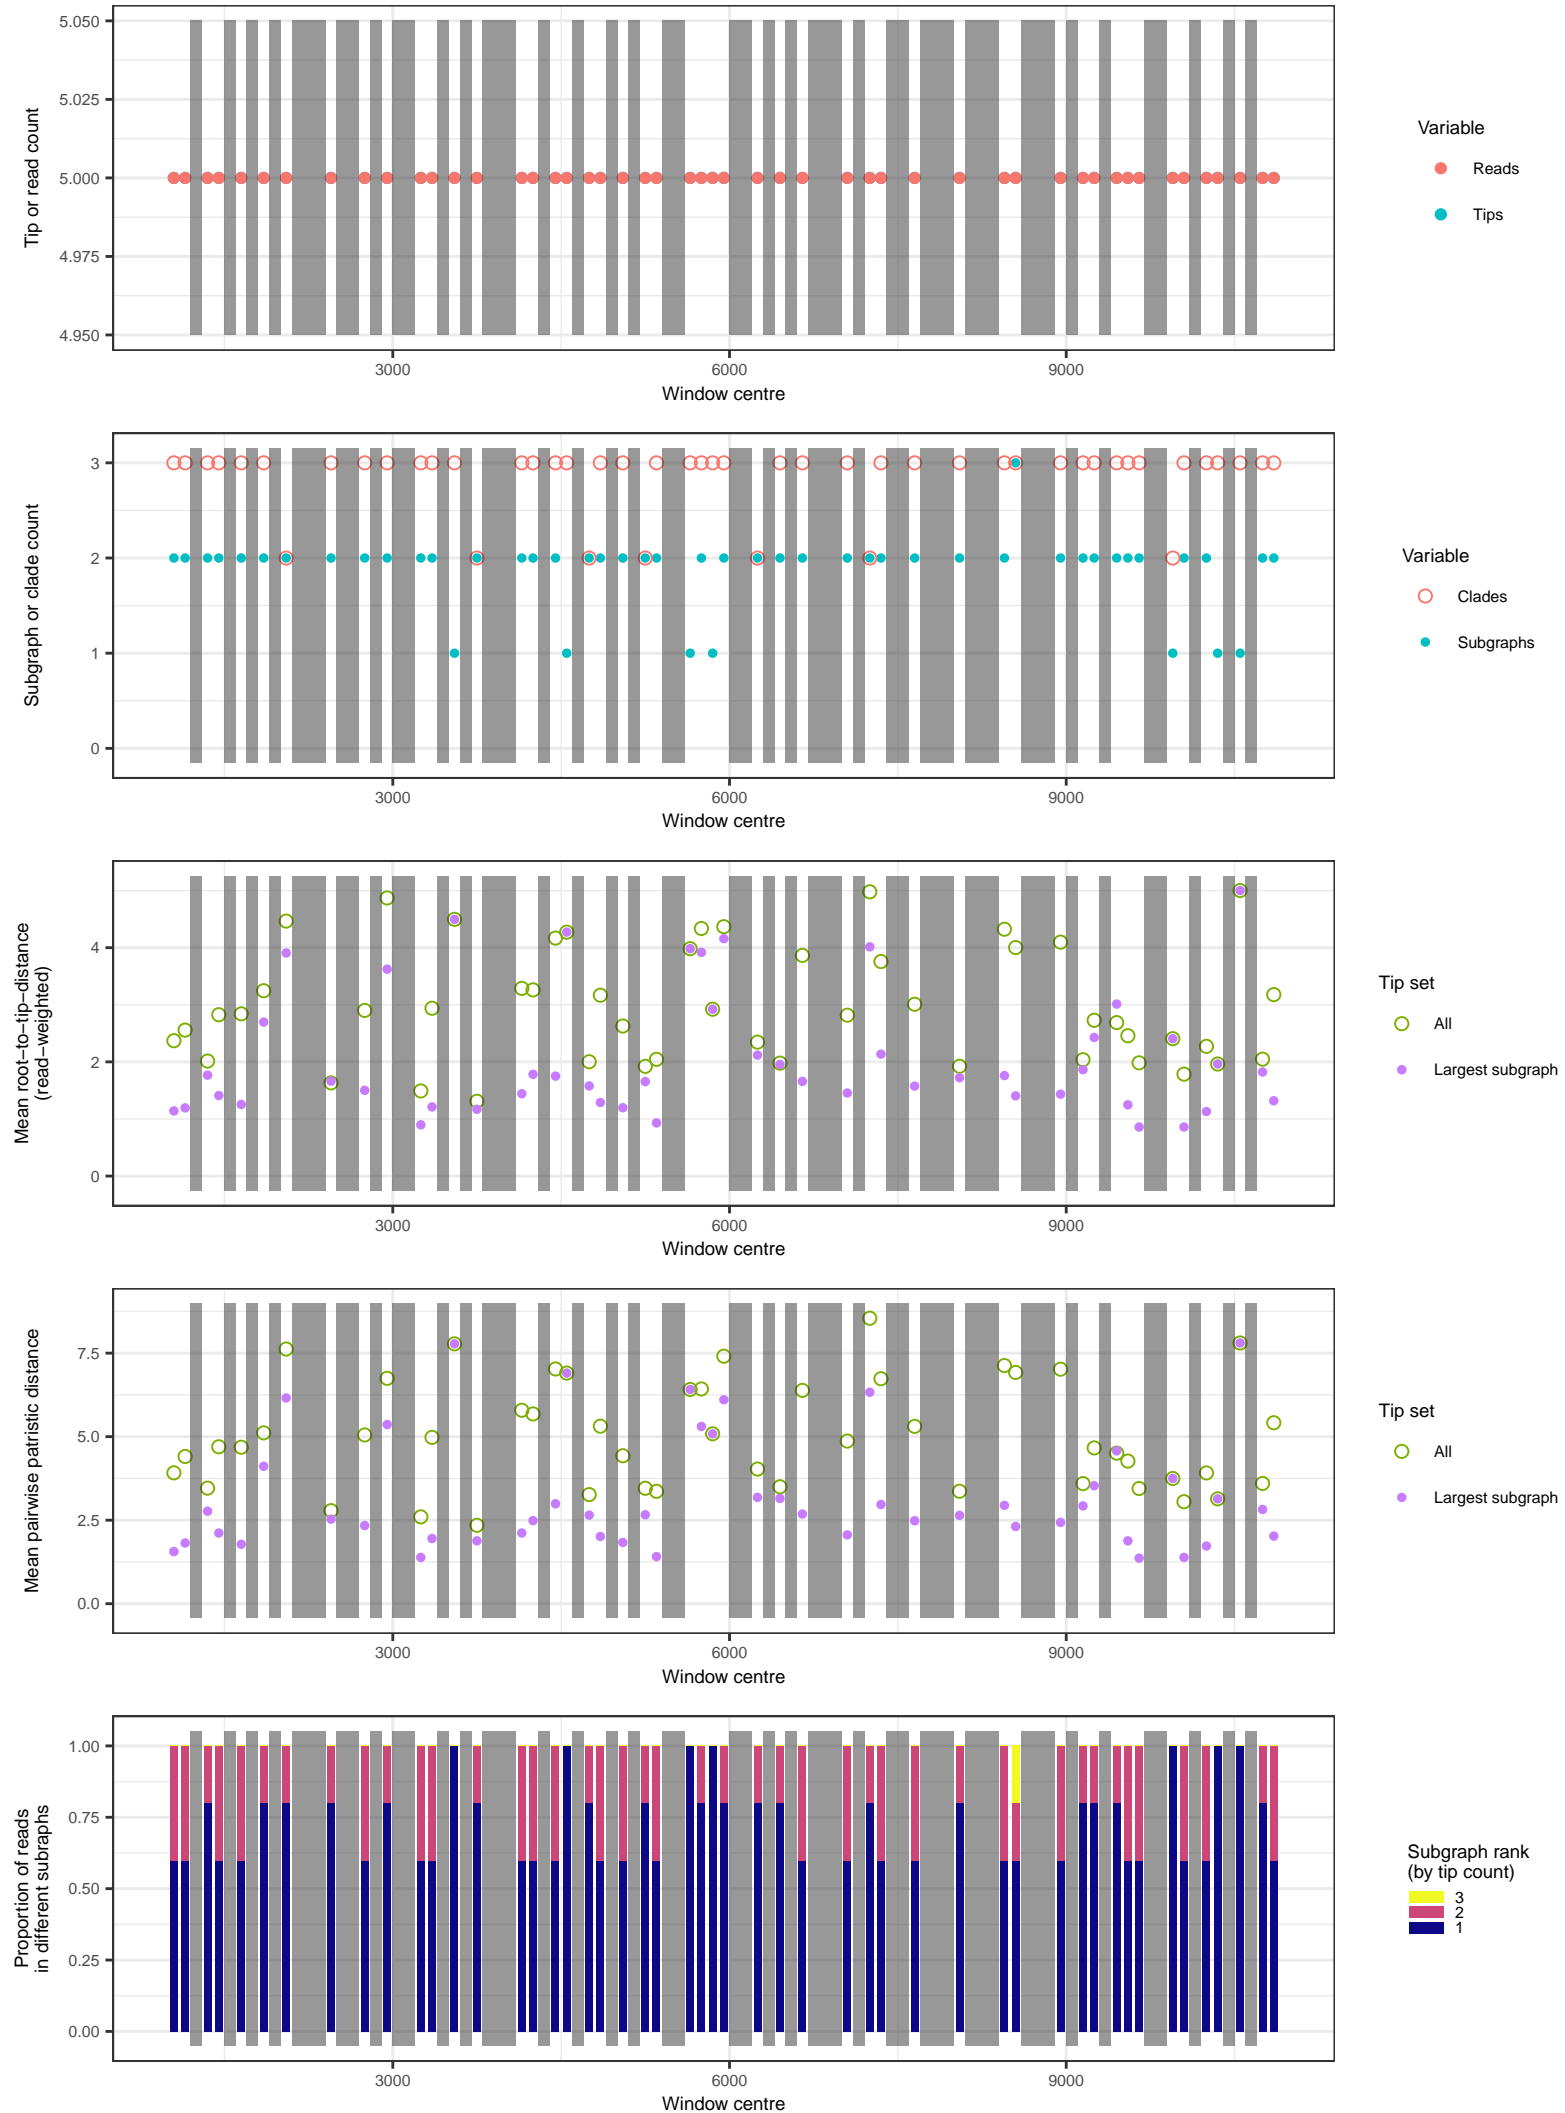 5.050
5.025
5.000
4.975
4.950
Tip or read count
3000
6000
9000
Window centre
Variable
Reads
Tips
3
2
1
0
Subgraph or clade count
3000
6000
9000
Window centre
Variable
Clades
Subgraphs
4
2
0
Mean root−to−tip−distance
(read−weighted)
3000
6000
9000
Window centre
Tip set
All
Largest subgraph
7.5
5.0
2.5
0.0
Mean pairwise patristic distance
3000
6000
9000
Window centre
Tip set
All
Largest subgraph
1.00
0.75
0.50
0.25
0.00
Proportion of reads
in different subraphs
3000
6000
9000
Window centre
Subgraph rank
(by tip count)
3
2
1